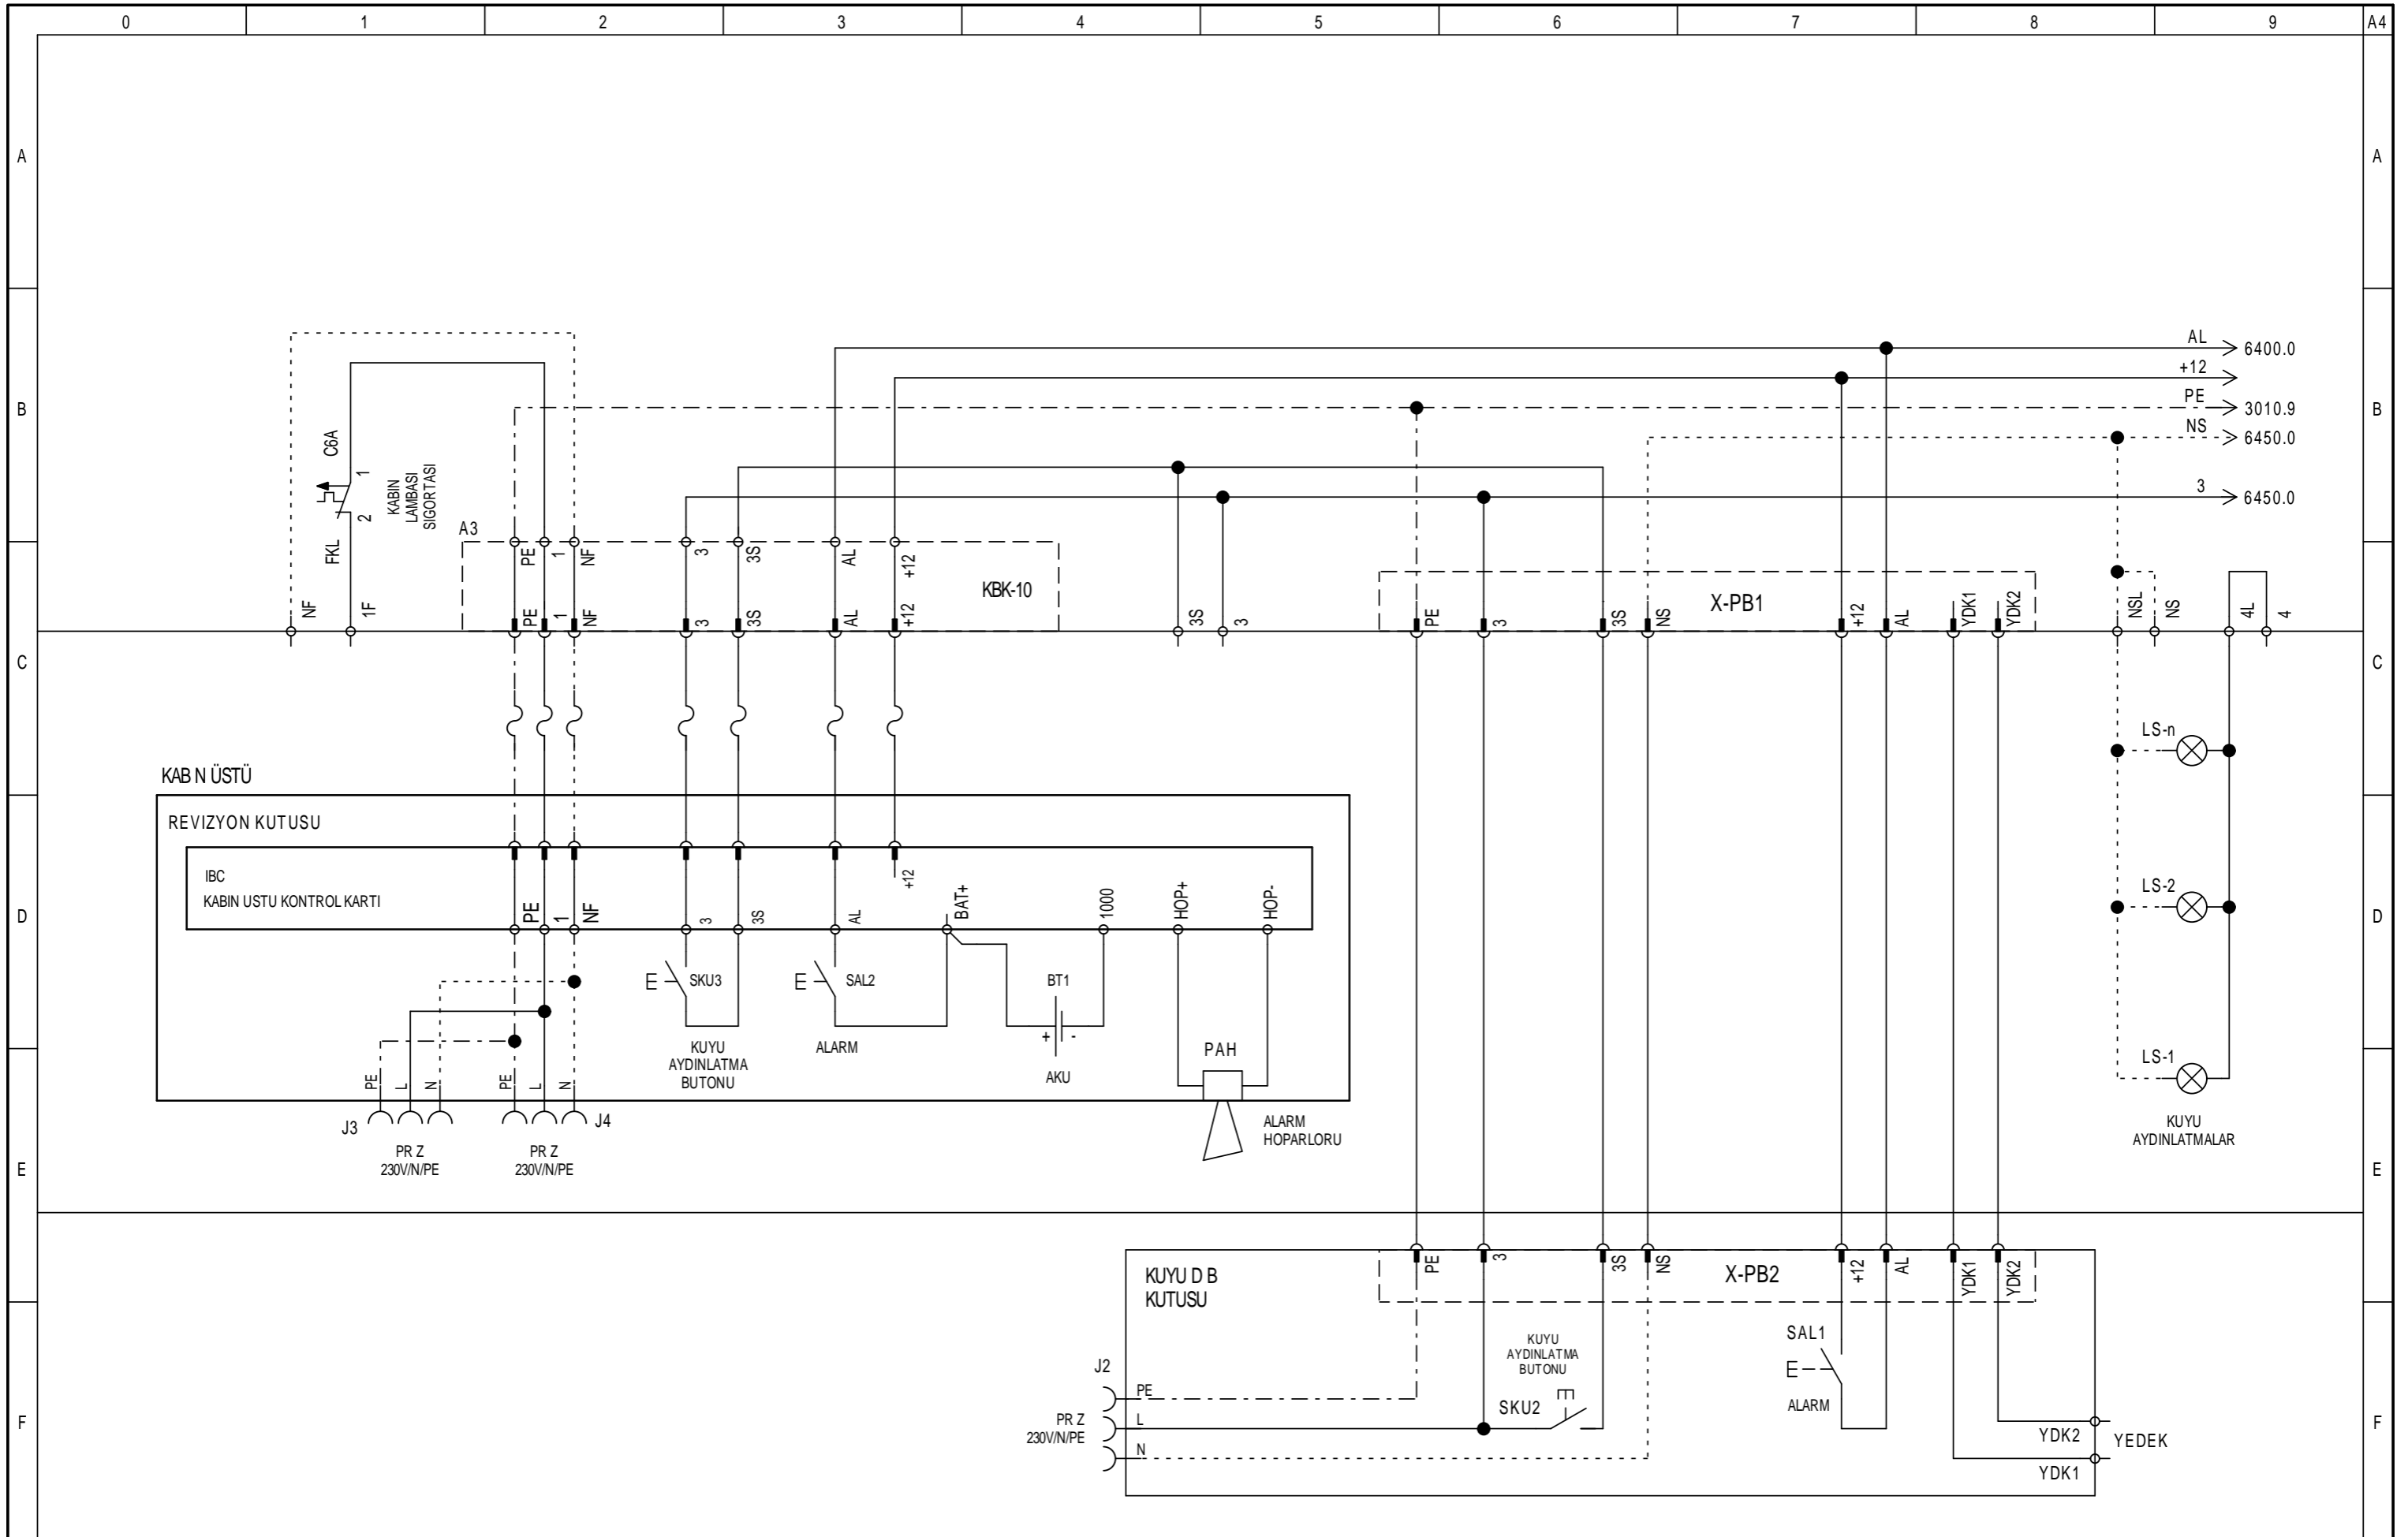 0 1 2 3 4 5 6 7 8 9 A4
A A
AL
6400.0
+12
PE
3010.9
NS
6450.0
3
6450.0
B B
C6A
1
2
KABIN
LAMBASI
SIGORTASI
FKL
NF
1F
A3
PE
1
NF
3
3S
AL
+12
KBK-10
PE
1
NF
3
3S
AL
+12
3S
3
PE
3
3S
NS
X-PB1
+12
AL
YDK1
YDK2
NSL
NS
4L
4
C C
LS-n
KAB N ÜSTÜ
REVIZYON KUTUSU
IBC
KABIN USTU KONTROL KARTI
PE
1
NF
3
3S
AL
+12
BAT+
1000
HOP+
HOP-
LS-2
D D
SKU3
SAL2
BT1
+ -
KUYU
AYDINLATMA
BUTONU
ALARM
AKU
PAH
LS-1
PE
L
N
PE
L
N
J3
J4
PR Z
230V/N/PE
PR Z
230V/N/PE
ALARM
HOPARLORU
KUYU
AYDINLATMALAR
E E
KUYU D B
KUTUSU
PE
3
3S
NS
X-PB2
+12
AL
YDK1
YDK2
J2
PE
PR Z
230V/N/PE
L
N
KUYU
AYDINLATMA
BUTONU
SKU2
SAL1
ALARM
YDK2
YDK1
YEDEK
F F